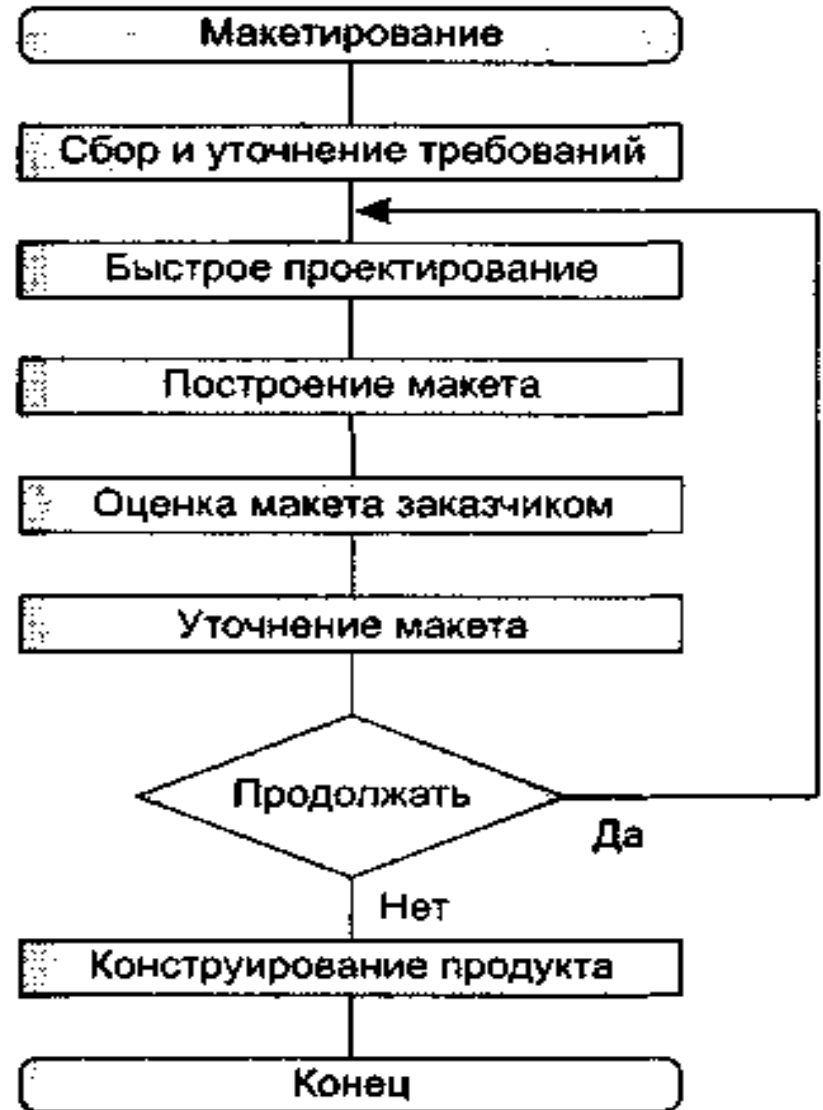 Макетирование
Сбор и уточнение требований
Быстрое проектирование
Построение макета
Оценка макета заказчиком
Уточнение макета
Продолжать
Да
Нет
Конструирование продукта
Конец